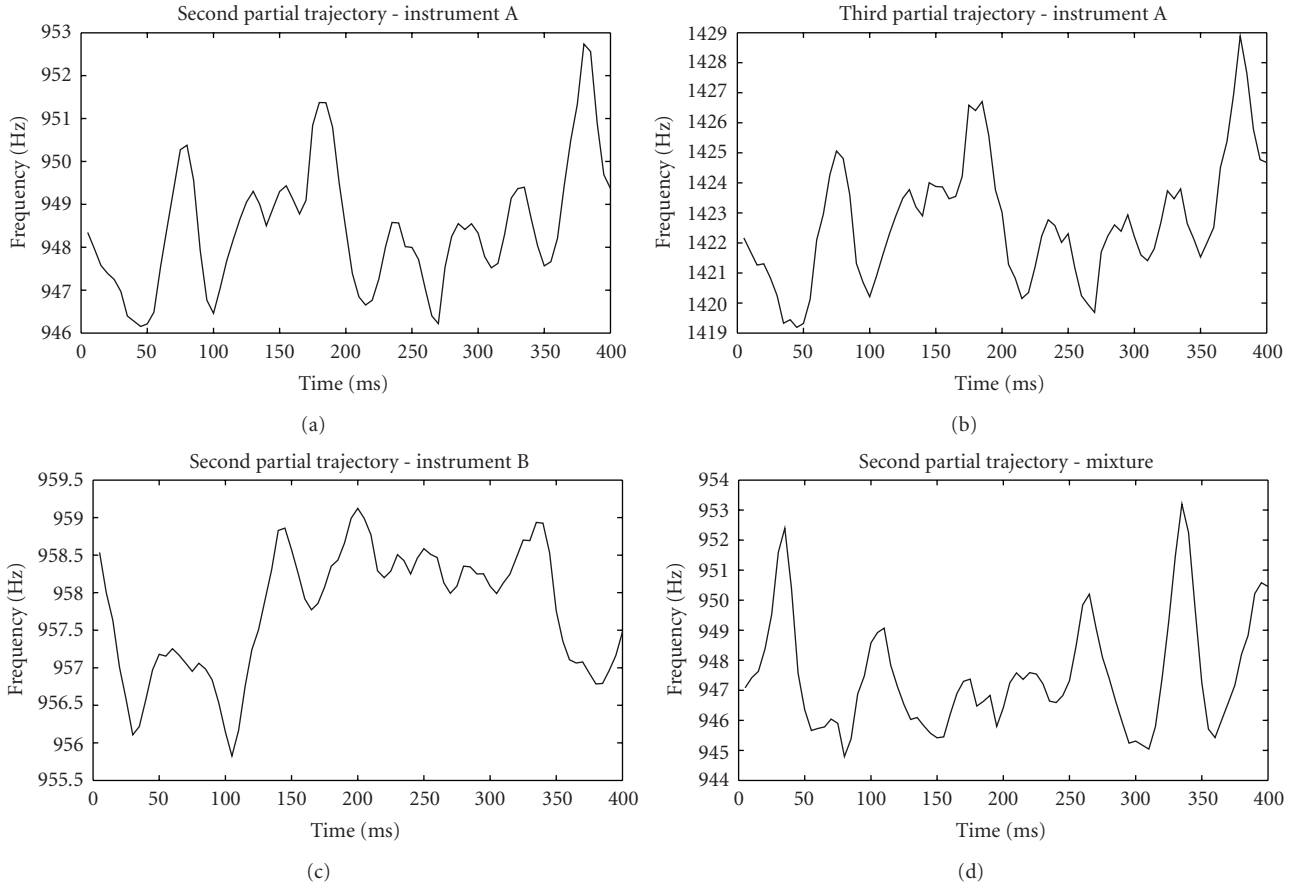 Second partial trajectory - instrument A
953
952
951
950
949
948
947
946
Frequency (Hz)
0 50 100 150 200 250 300 350 400
Time (ms)
(a)
Third partial trajectory - instrument A
1429
1428
1427
1426
1425
1424
1423
1422
1421
1420
1419
Frequency (Hz)
0 50 100 150 200 250 300 350 400
Time (ms)
(b)
Second partial trajectory - instrument B
959.5
959
958.5
958
957.5
957
956.5
956
955.5
Frequency (Hz)
0 50 100 150 200 250 300 350 400
Time (ms)
(c)
Second partial trajectory - mixture
954
953
952
951
950
949
948
947
946
945
944
Frequency (Hz)
0 50 100 150 200 250 300 350 400
Time (ms)
(d)